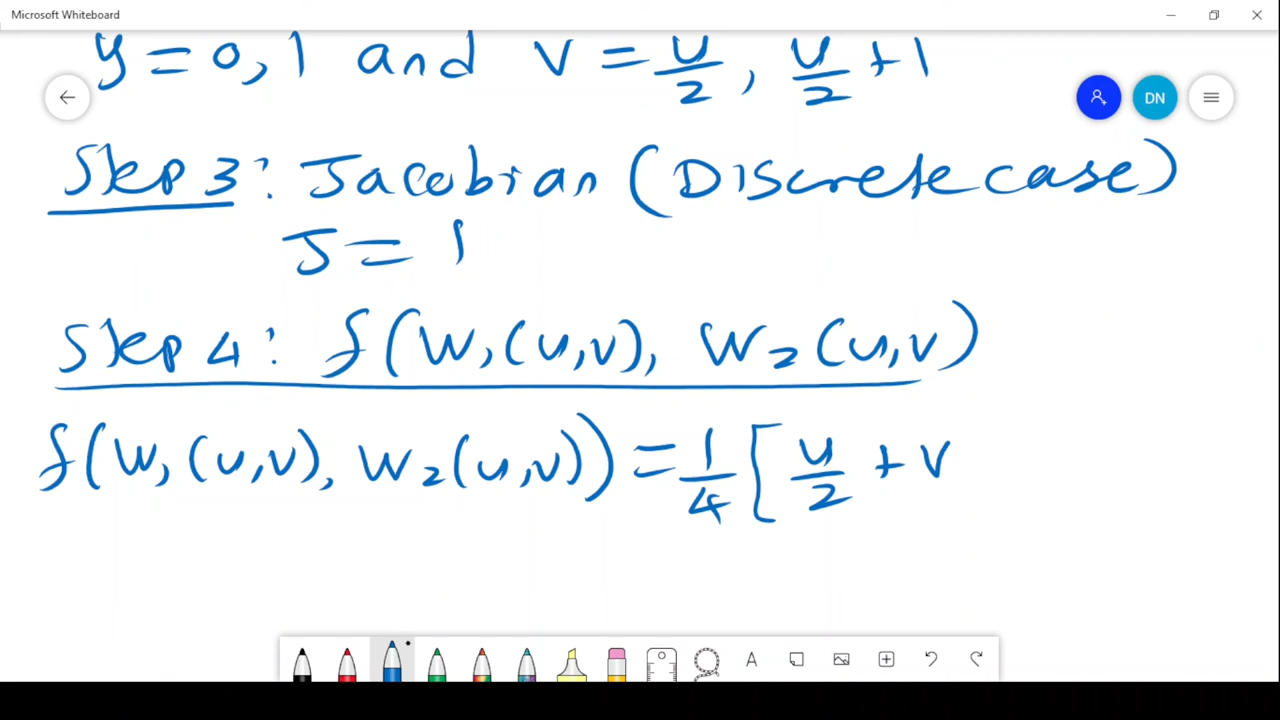 Microsoft Whiteboard
y = 0, 1 and v = u/2, u/2 + 1
DN
Step 3: Jacobian (Discrete case)
J = 1
Step 4: f(W₁(u,v), W₂(u,v))
f(W₁(u,v), W₂(u,v)) = 1/4 [ u/2 + v
A